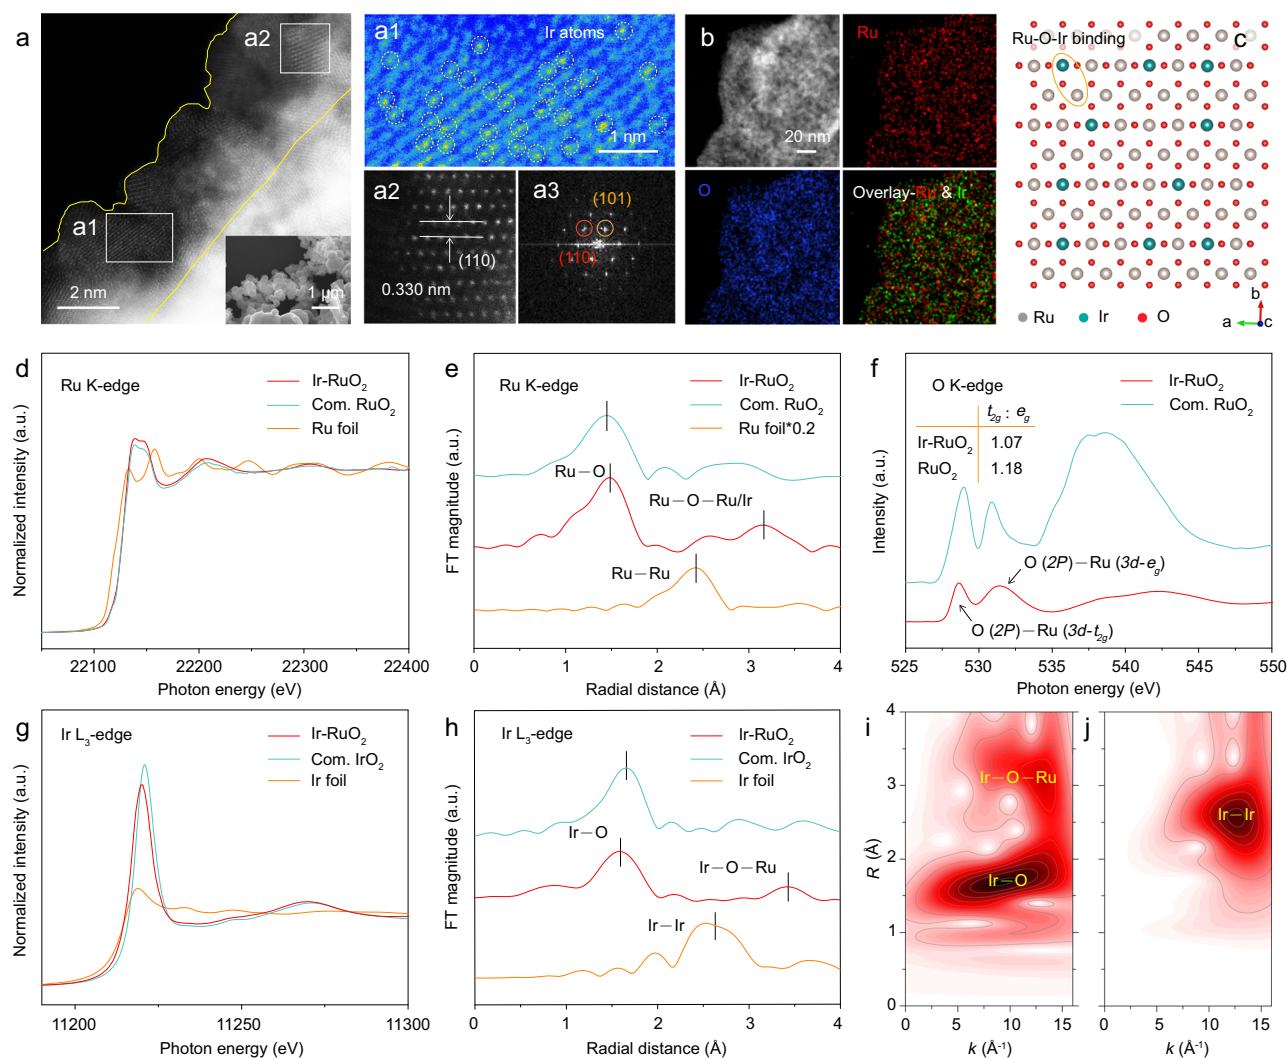 a
a2
a1
2 nm
1 μm
a1
Ir atoms
1 nm
a2
(110)
0.330 nm
a3
(101)
(110)
b
20 nm
Ru
O
Overlay-Ru & Ir
Ru-O-Ir binding
c
Ru
Ir
O
b
a
c
d
Ru K-edge
Ir-RuO₂
Com. RuO₂
Ru foil
Normalized intensity (a.u.)
22100 22200 22300 22400
Photon energy (eV)
e
Ru K-edge
Ir-RuO₂
Com. RuO₂
Ru foil*0.2
Ru—O
Ru—O—Ru/Ir
Ru—Ru
FT magnitude (a.u.)
0 1 2 3 4
Radial distance (Å)
f
O K-edge
Ir-RuO₂
Com. RuO₂
t₂g : eg
Ir-RuO₂ 1.07
RuO₂ 1.18
O (2P)—Ru (3d-eg)
O (2P)—Ru (3d-t₂g)
Intensity (a.u.)
525 530 535 540 545 550
Photon energy (eV)
g
Ir L₃-edge
Ir-RuO₂
Com. IrO₂
Ir foil
Normalized intensity (a.u.)
11200 11250 11300
Photon energy (eV)
h
Ir L₃-edge
Ir-RuO₂
Com. IrO₂
Ir foil
Ir—O
Ir—O—Ru
Ir—Ir
FT magnitude (a.u.)
0 1 2 3 4
Radial distance (Å)
i
4
3
2
1
0
R (Å)
Ir—O—Ru
Ir—O
0 5 10 15
k (Å⁻¹)
j
Ir—Ir
0 5 10 15
k (Å⁻¹)